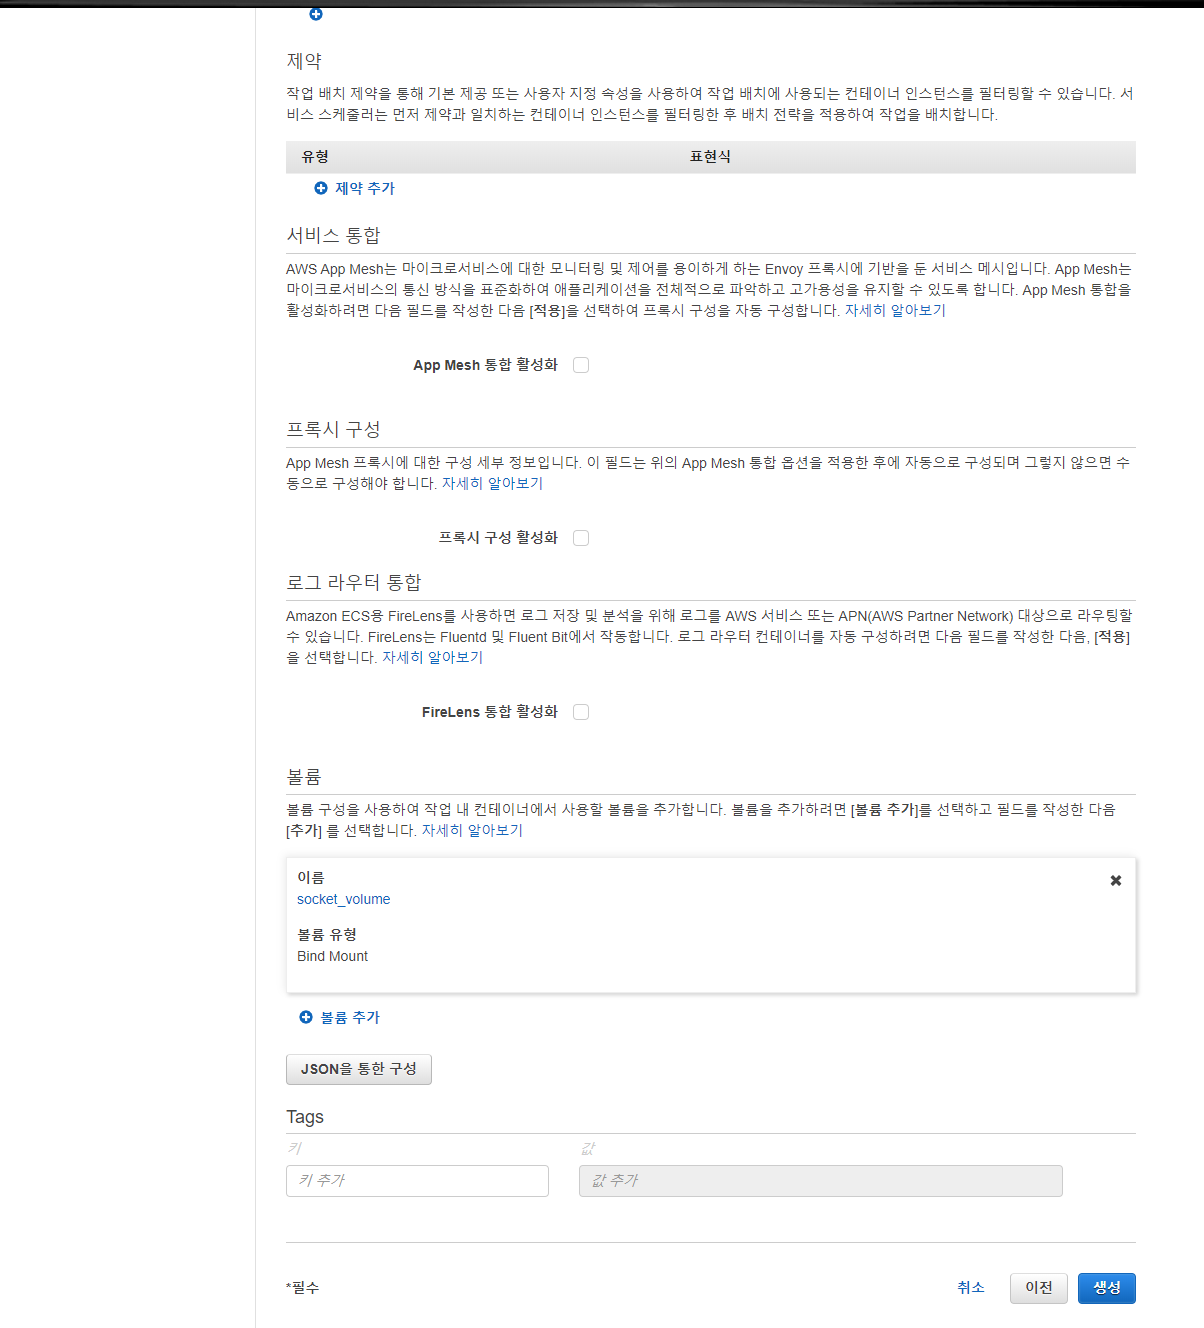 제약
작업 배치 제약을 통해 기본 제공 또는 사용자 지정 속성을 사용하여 작업 배치에 사용되는 컨테이너 인스턴스를 필터링할 수 있습니다. 서
비스 스케줄러는 먼저 제약과 일치하는 컨테이너 인스턴스를 필터링한 후 배치 전략을 적용하여 작업을 배치합니다.
유형 표현식
제약 추가
서비스 통합
AWS App Mesh는 마이크로서비스에 대한 모니터링 및 제어를 용이하게 하는 Envoy 프록시에 기반을 둔 서비스 메시입니다. App Mesh는
마이크로서비스의 통신 방식을 표준화하여 애플리케이션을 전체적으로 파악하고 고가용성을 유지할 수 있도록 합니다. App Mesh 통합을
활성화하려면 다음 필드를 작성한 다음 [적용]을 선택하여 프록시 구성을 자동 구성합니다. 자세히 알아보기
App Mesh 통합 활성화
프록시 구성
App Mesh 프록시에 대한 구성 세부 정보입니다. 이 필드는 위의 App Mesh 통합 옵션을 적용한 후에 자동으로 구성되며 그렇지 않으면 수
동으로 구성해야 합니다. 자세히 알아보기
프록시 구성 활성화
로그 라우터 통합
Amazon ECS용 FireLens를 사용하면 로그 저장 및 분석을 위해 로그를 AWS 서비스 또는 APN(AWS Partner Network) 대상으로 라우팅할
수 있습니다. FireLens는 Fluentd 및 Fluent Bit에서 작동합니다. 로그 라우터 컨테이너를 자동 구성하려면 다음 필드를 작성한 다음, [적용]
을 선택합니다. 자세히 알아보기
FireLens 통합 활성화
볼륨
볼륨 구성을 사용하여 작업 내 컨테이너에서 사용할 볼륨을 추가합니다. 볼륨을 추가하려면 [볼륨 추가]를 선택하고 필드를 작성한 다음
[추가] 를 선택합니다. 자세히 알아보기
이름
socket_volume
볼륨 유형
Bind Mount
볼륨 추가
JSON을 통한 구성
Tags
키 값
키 추가 값 추가
*필수 취소 이전 생성